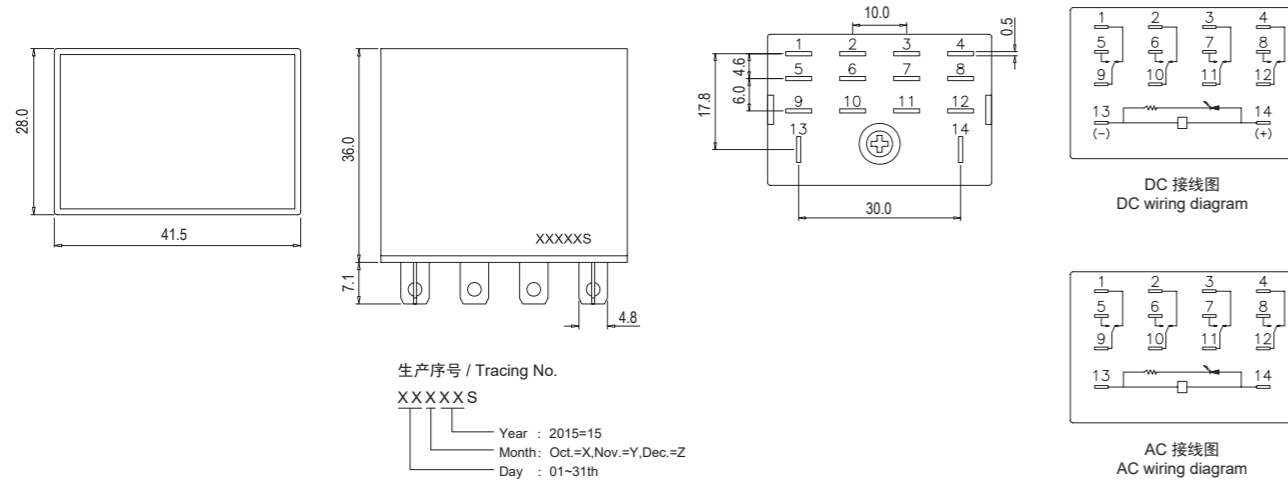 28.0
41.5
36.0
7.1
XXXXXS
4.8
生产序号 / Tracing No.
XXXXXS
Year : 2015=15
Month: Oct.=X,Nov.=Y,Dec.=Z
Day : 01~31th
10.0
0.5
17.8
4.6
6.0
1 2 3 4
5 6 7 8
9 10 11 12
13 14
30.0
1 2 3 4
5 6 7 8
9 10 11 12
13 14
(-) (+)
DC 接线图
DC wiring diagram
1 2 3 4
5 6 7 8
9 10 11 12
13 14
AC 接线图
AC wiring diagram